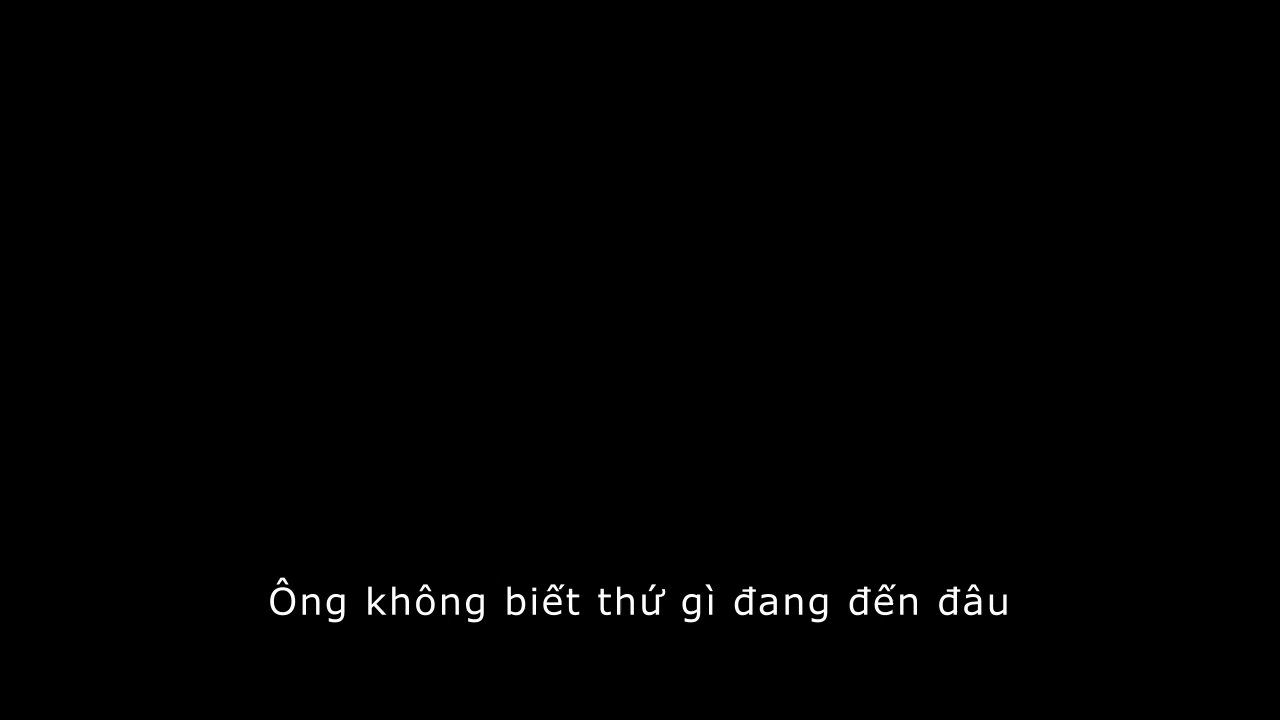 Ông không biết thứ gì đang đến đâu